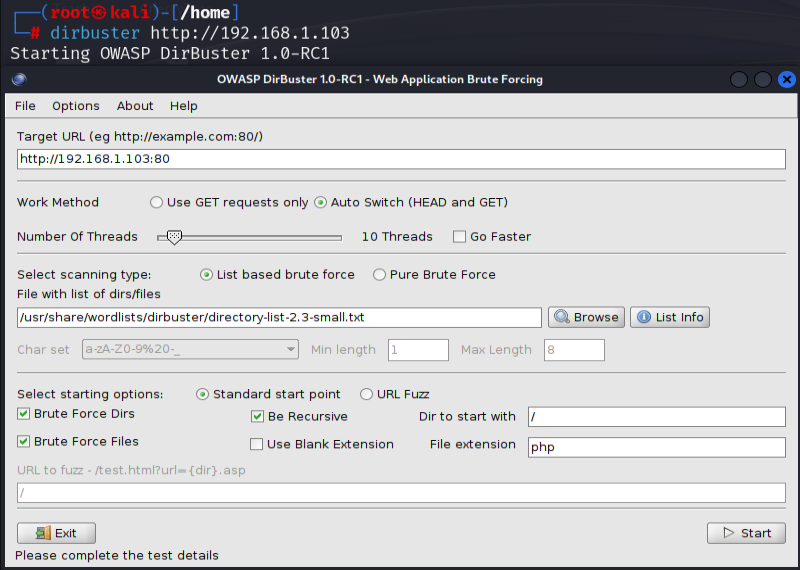 ┌──(root㉿kali)-[/home]
└─# dirbuster http://192.168.1.103
Starting OWASP DirBuster 1.0-RC1
OWASP DirBuster 1.0-RC1 - Web Application Brute Forcing
File Options About Help
Target URL (eg http://example.com:80/)
http://192.168.1.103:80
Work Method Use GET requests only Auto Switch (HEAD and GET)
Number Of Threads 10 Threads Go Faster
Select scanning type: List based brute force Pure Brute Force
File with list of dirs/files
/usr/share/wordlists/dirbuster/directory-list-2.3-small.txt Browse List Info
Char set a-zA-Z0-9%20-_ Min length 1 Max Length 8
Select starting options: Standard start point URL Fuzz
Brute Force Dirs Be Recursive Dir to start with /
Brute Force Files Use Blank Extension File extension php
URL to fuzz - /test.html?url={dir}.asp
/
Exit Start
Please complete the test details